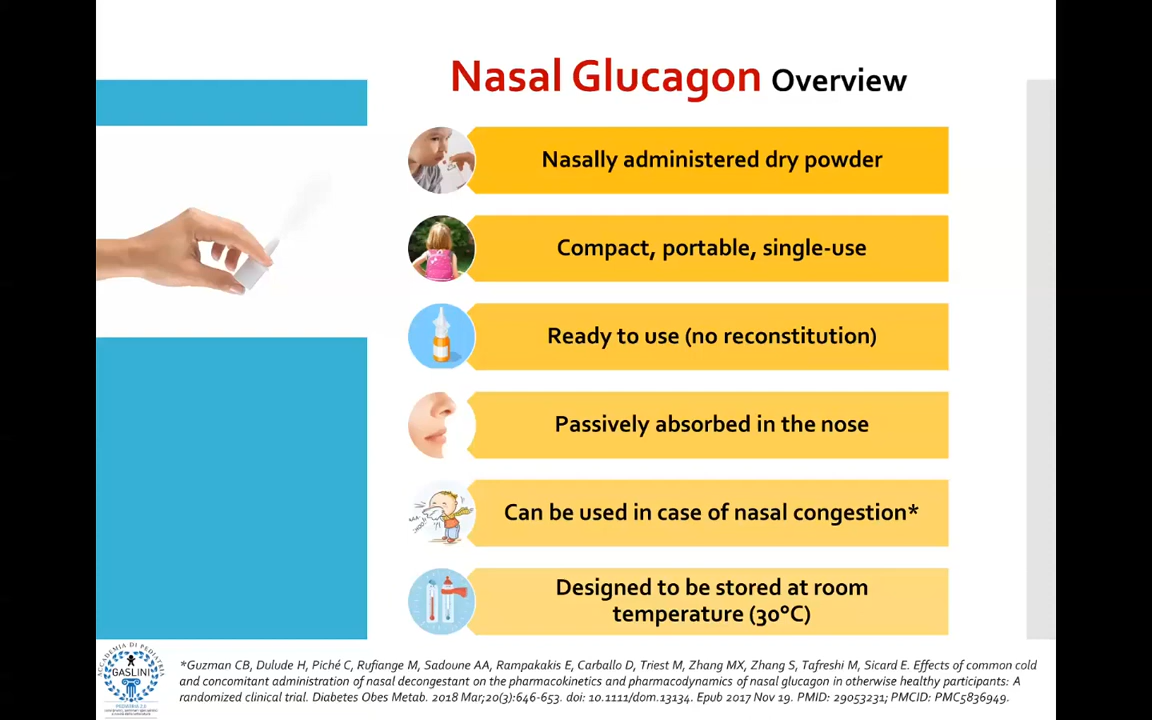 Nasal Glucagon Overview
Nasally administered dry powder
Compact, portable, single-use
Ready to use (no reconstitution)
Passively absorbed in the nose
Can be used in case of nasal congestion*
Designed to be stored at room
temperature (30°C)
ACCADEMIA DI PEDIATRIA
GASLINI
*Guzman CB, Dulude H, Piché C, Rufiange M, Sadoune AA, Rampakakis E, Carballo D, Triest M, Zhang MX, Zhang S, Tafreshi M, Sicard E. Effects of common cold
and concomitant administration of nasal decongestant on the pharmacokinetics and pharmacodynamics of nasal glucagon in otherwise healthy participants: A
randomized clinical trial. Diabetes Obes Metab. 2018 Mar;20(3):646-653. doi: 10.1111/dom.13134. Epub 2017 Nov 19. PMID: 29053231; PMCID: PMC5836949.